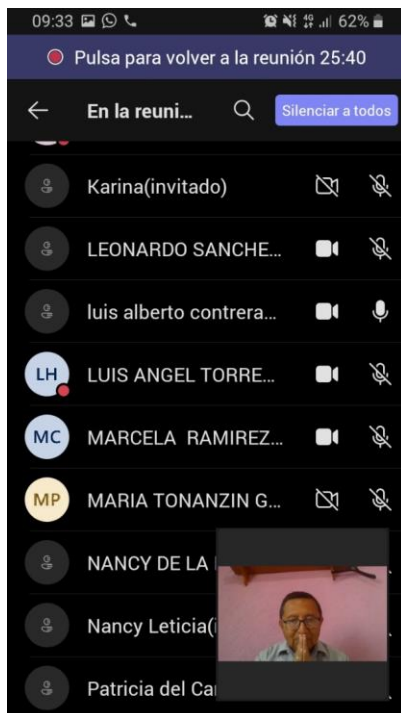 09:33 62%
Pulsa para volver a la reunión 25:40
En la reuni... Silenciar a todos
Karina(invitado)
LEONARDO SANCHE...
luis alberto contrera...
LH LUIS ANGEL TORRE...
MC MARCELA RAMIREZ...
MP MARIA TONANZIN G...
NANCY DE LA
Nancy Leticia(i
Patricia del Ca